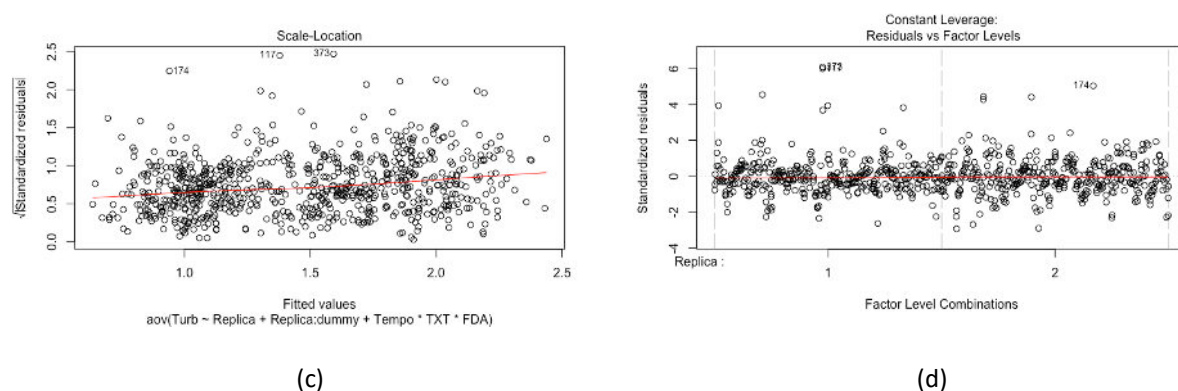 Scale-Location
2.5
2.0
1.5
1.0
0.5
0.0
√|Standardized residuals|
117
373
174
1.0
1.5
2.0
2.5
Fitted values
aov(Turb ~ Replica + Replica:dummy + Tempo * TXT * FDA)
(c)
Constant Leverage:
Residuals vs Factor Levels
6
4
2
0
-2
-4
Standardized residuals
373
174
Replica :
1
2
Factor Level Combinations
(d)